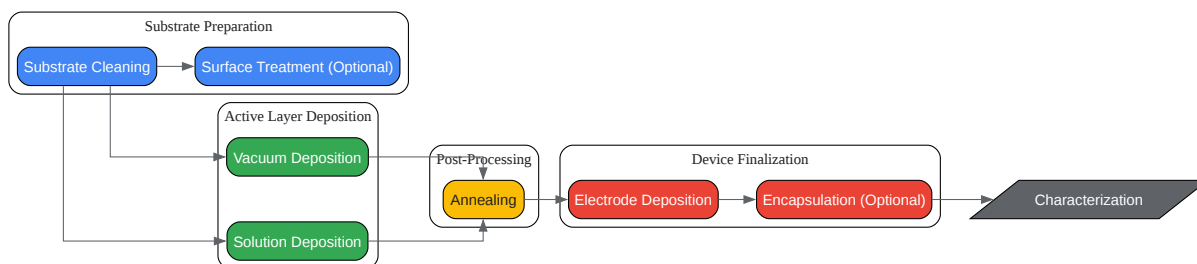 Substrate Preparation
Substrate Cleaning
Surface Treatment (Optional)
Active Layer Deposition
Vacuum Deposition
Solution Deposition
Post-Processing
Annealing
Device Finalization
Electrode Deposition
Encapsulation (Optional)
Characterization